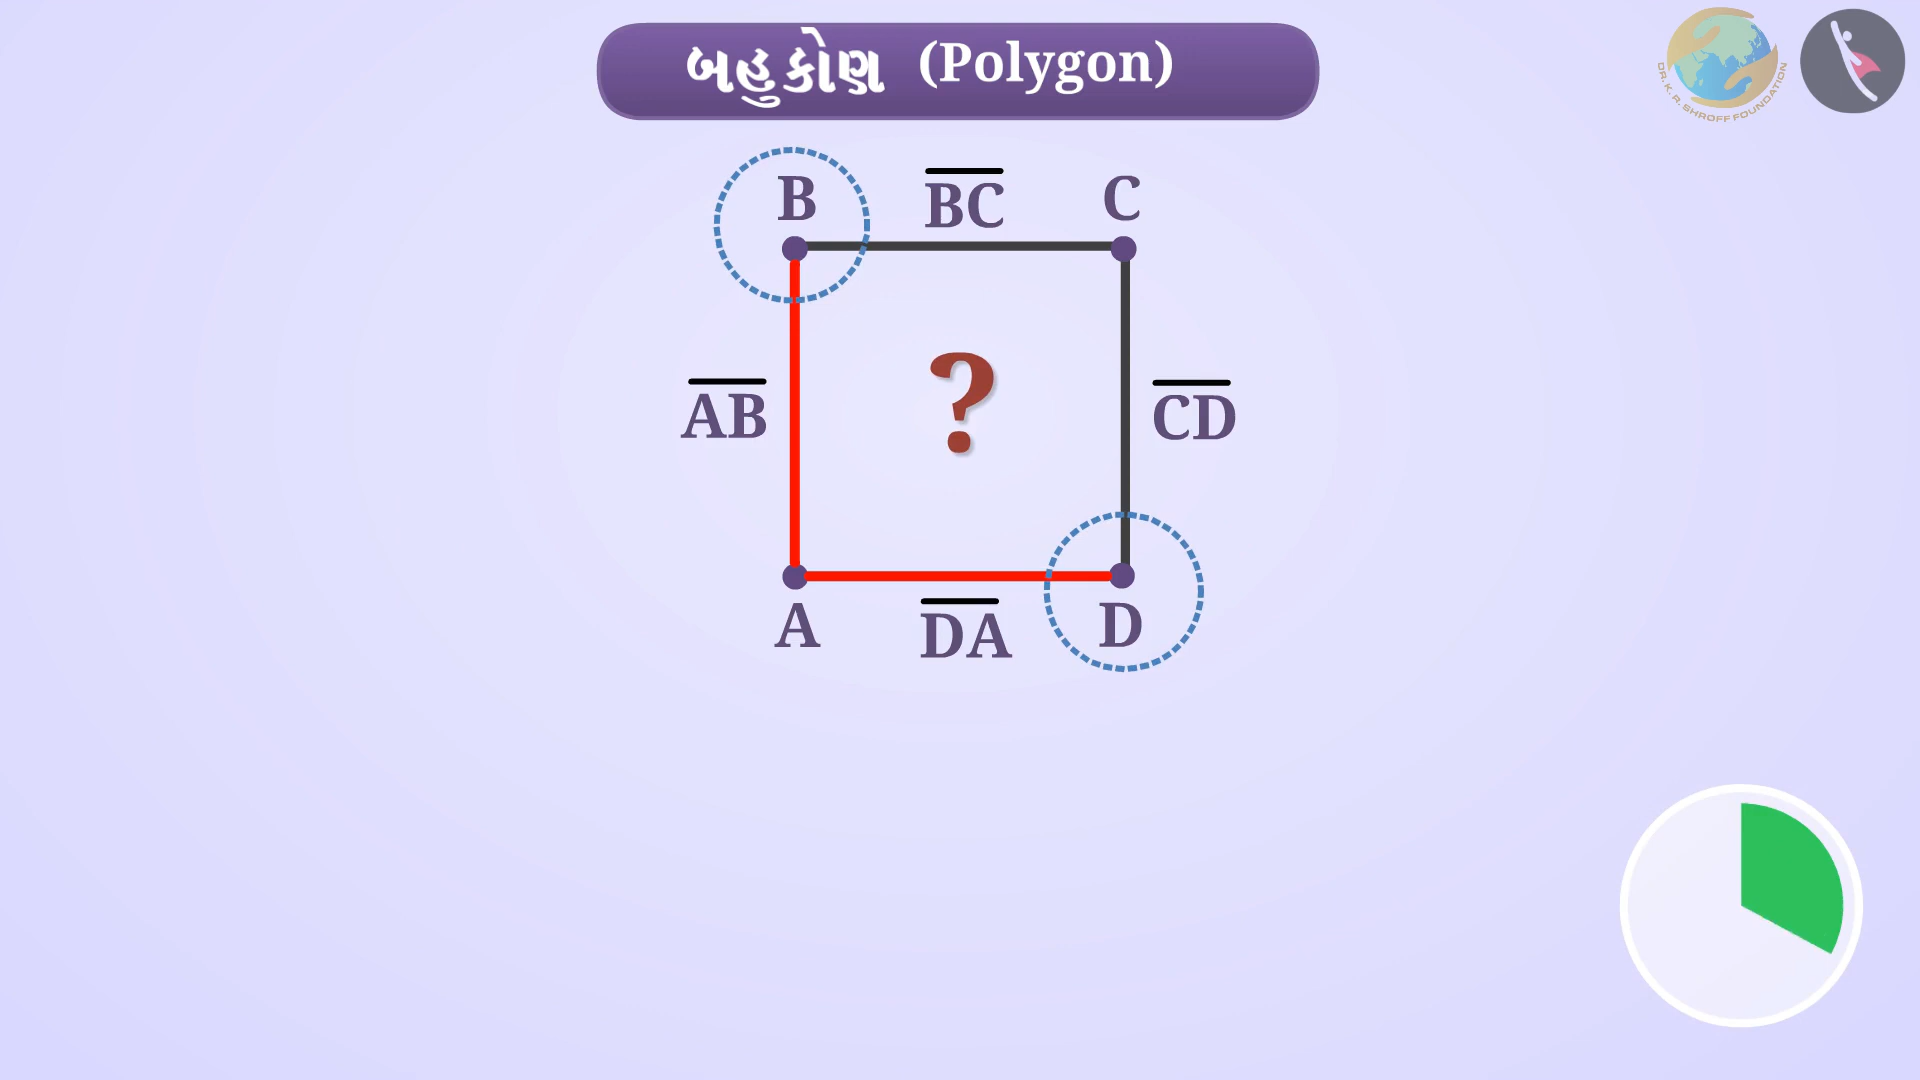 બહુકોણ (Polygon)
DR. K. R. SHROFF FOUNDATION
B
BC
C
AB
?
CD
A
DA
D